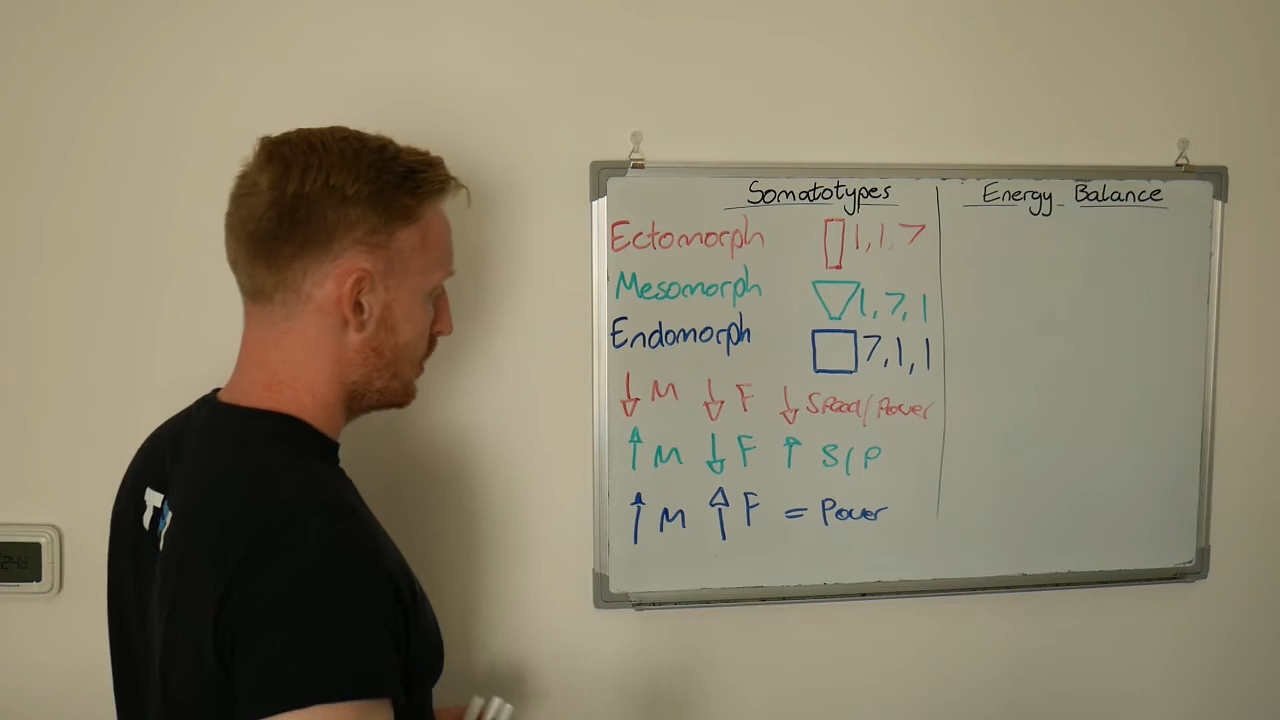 Somatotypes
Energy Balance
Ectomorph 1, 1, 7
Mesomorph 1, 7, 1
Endomorph 7, 1, 1
↓ M ↓ F ↓ Speed/Power
↑ M ↓ F ↑ S/P
↑ M ↑ F = Power